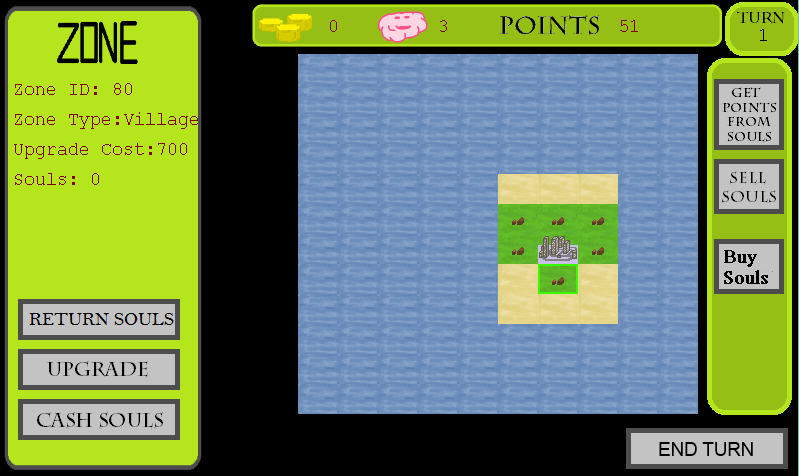 ZONE
Zone ID: 80
Zone Type:Village
Upgrade Cost:700
Souls: 0
RETURN SOULS
UPGRADE
CASH SOULS
0 3 POINTS 51
TURN
1
GET
POINTS
FROM
SOULS
SELL
SOULS
Buy
Souls
END TURN